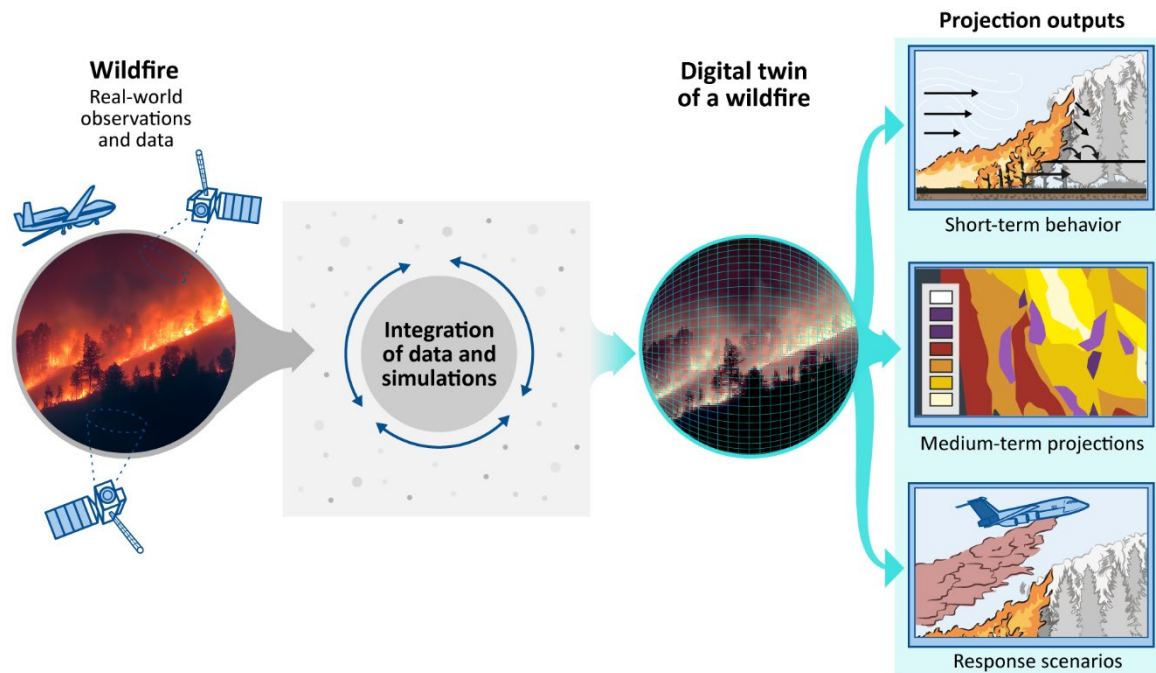 Wildfire
Real-world
observations
and data
Integration
of data and
simulations
Digital twin
of a wildfire
Projection outputs
Short-term behavior
Medium-term projections
Response scenarios